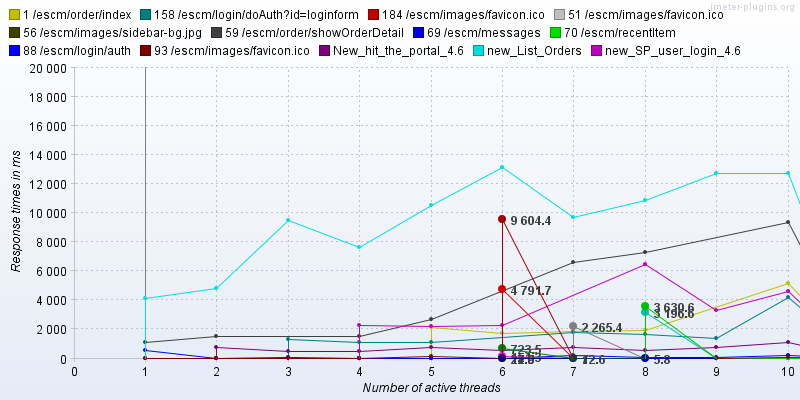 jmeter-plugins.org
1 /escm/order/index 158 /escm/login/doAuth?id=loginform 184 /escm/images/favicon.ico 51 /escm/images/favicon.ico
56 /escm/images/sidebar-bg.jpg 59 /escm/order/showOrderDetail 69 /escm/messages 70 /escm/recentItem
88 /escm/login/auth 93 /escm/images/favicon.ico New_hit_the_portal_4.6 new_List_Orders new_SP_user_login_4.6
20 000
18 000
16 000
14 000
12 000
10 000
8 000
6 000
4 000
2 000
0
Response times in ms
9 604.4
4 791.7
2 265.4
3 630.6
3 196.8
723.5
5.8
0 1 2 3 4 5 6 7 8 9 10
Number of active threads